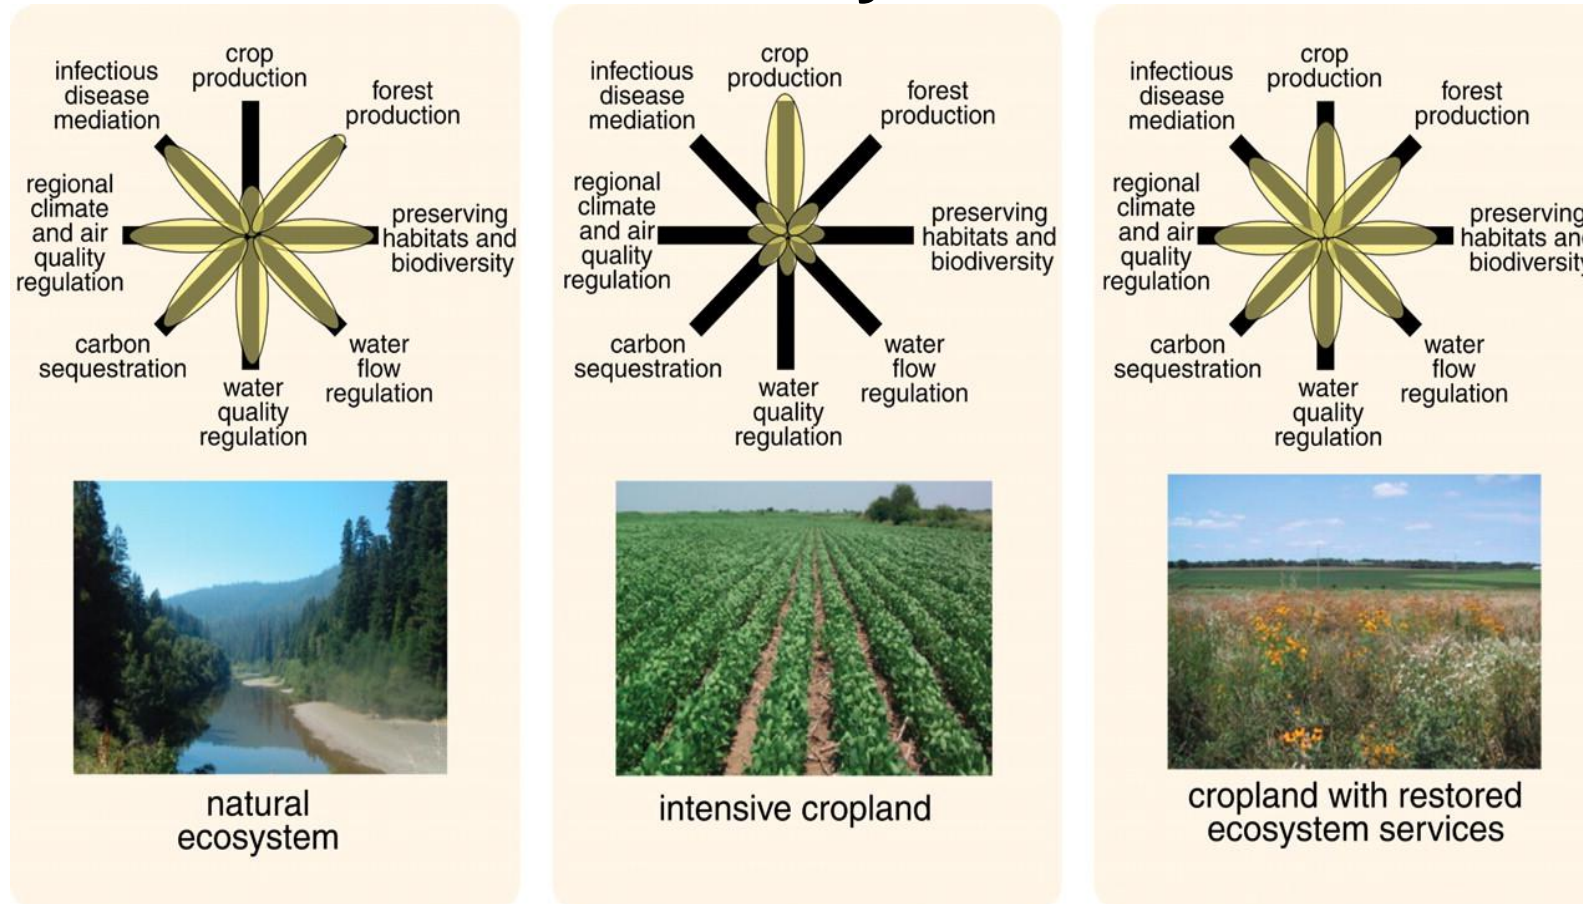 crop
production
infectious
disease
mediation
forest
production
regional
climate
and air
quality
regulation
preserving
habitats and
biodiversity
carbon
sequestration
water
flow
regulation
water
quality
regulation
natural
ecosystem
crop
production
infectious
disease
mediation
forest
production
regional
climate
and air
quality
regulation
preserving
habitats and
biodiversity
carbon
sequestration
water
flow
regulation
water
quality
regulation
intensive cropland
crop
production
infectious
disease
mediation
forest
production
regional
climate
and air
quality
regulation
preserving
habitats
biodiversity
carbon
sequestration
water
flow
regulation
water
quality
regulation
cropland with restored
ecosystem services